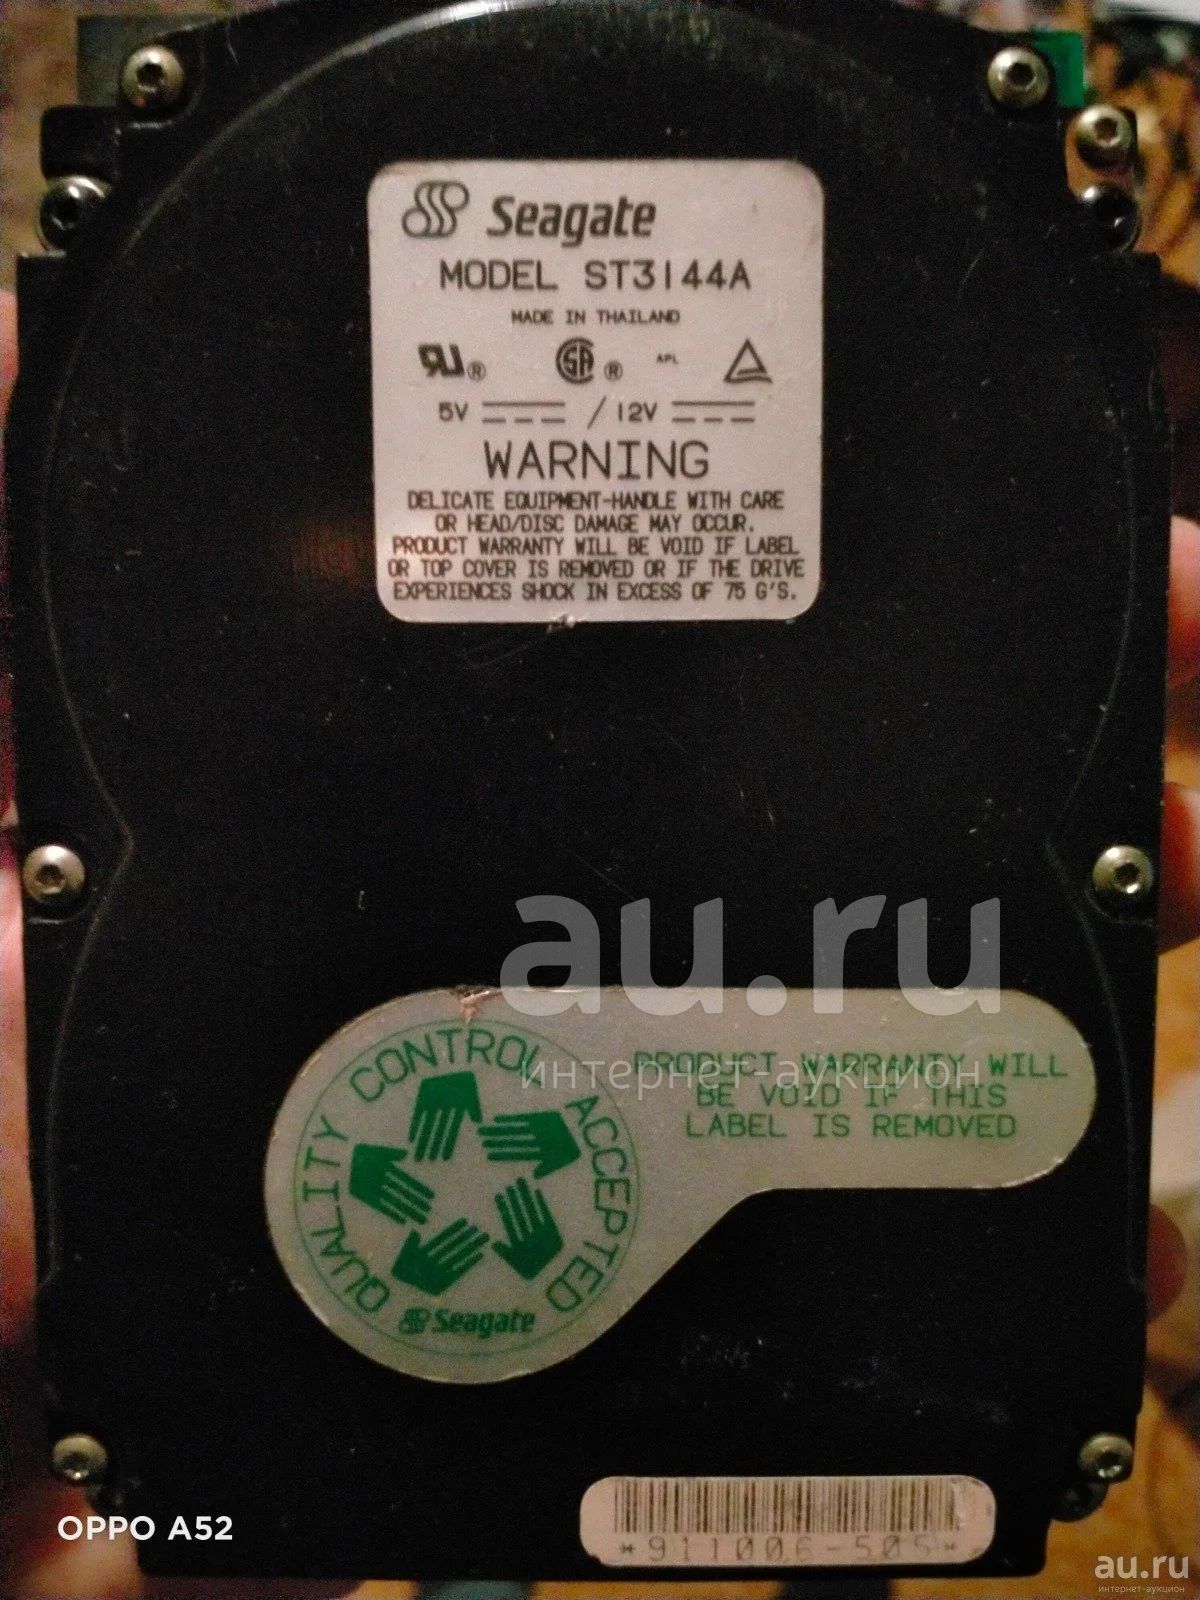 Seagate
MODEL ST3144A
MADE IN THAILAND
APL
5V / 12V
WARNING
DELICATE EQUIPMENT-HANDLE WITH CARE
OR HEAD/DISC DAMAGE MAY OCCUR.
PRODUCT WARRANTY WILL BE VOID IF LABEL
OR TOP COVER IS REMOVED OR IF THE DRIVE
EXPERIENCES SHOCK IN EXCESS OF 75 G'S.
au.ru
интернет-аукцион
QUALITY CONTROL ACCEPTED
Seagate
PRODUCT WARRANTY WILL
BE VOID IF THIS
LABEL IS REMOVED
*911006-505*
OPPO A52
au.ru
интернет-аукцион